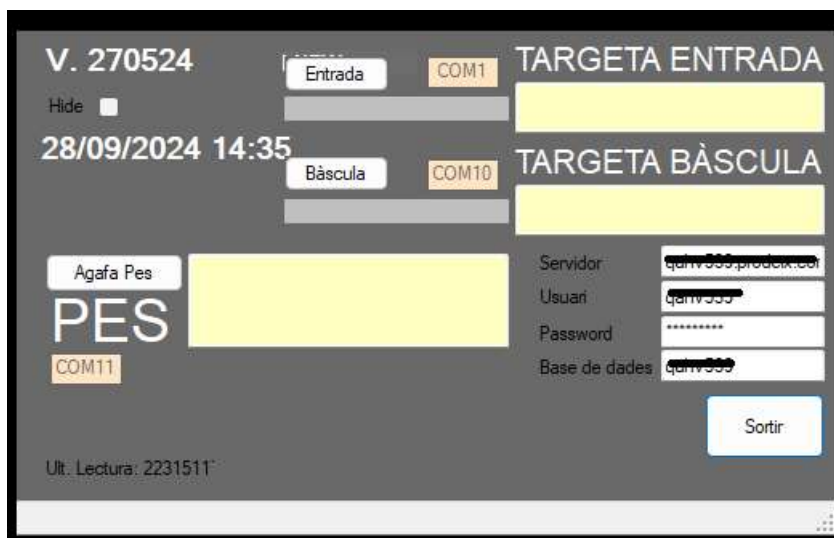 V. 270524
Entrada
COM1
TARGETA ENTRADA
Hide
28/09/2024 14:35
Bàscula
COM10
TARGETA BÀSCULA
Agafa Pes
PES
COM11
Servidor
Usuari
Password *********
Base de dades
Sortir
Ult. Lectura: 2231511